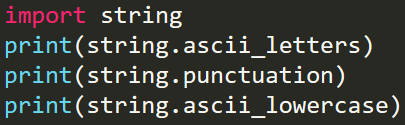 import string
print(string.ascii_letters)
print(string.punctuation)
print(string.ascii_lowercase)